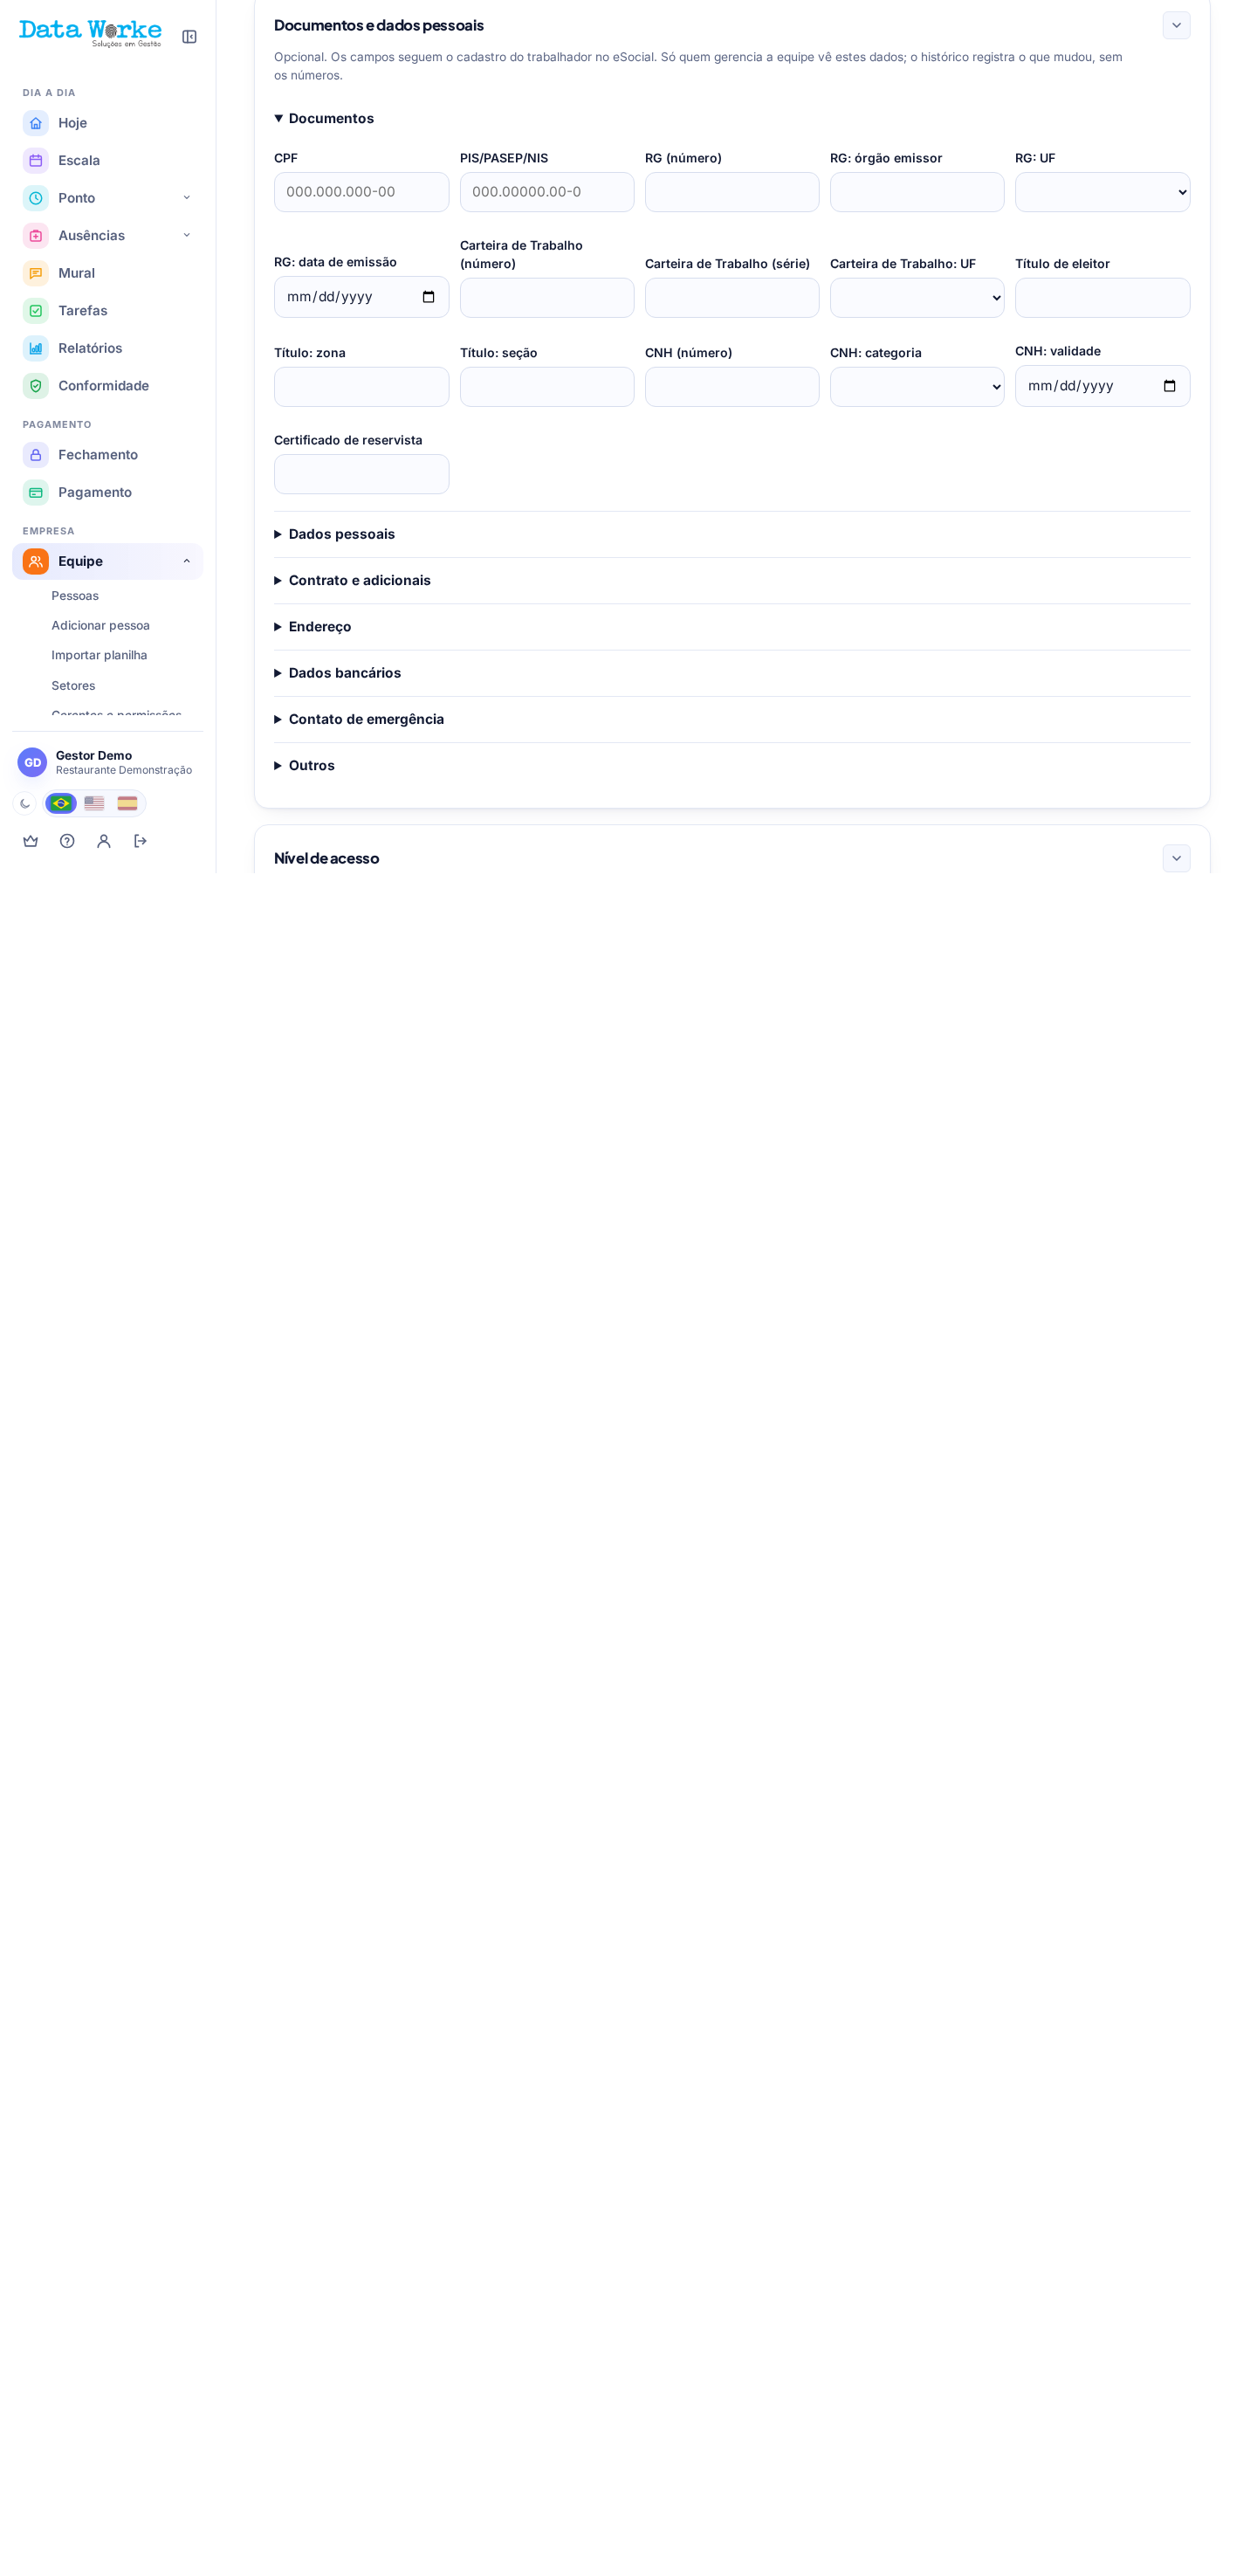 Data Worke
Soluções em Gestão
DIA A DIA
Hoje
Escala
Ponto
Ausências
Mural
Tarefas
Relatórios
Conformidade
PAGAMENTO
Fechamento
Pagamento
EMPRESA
Equipe
Pessoas
Adicionar pessoa
Importar planilha
Setores
Gerentes e permissões
GD
Gestor Demo
Restaurante Demonstração
Documentos e dados pessoais
Opcional. Os campos seguem o cadastro do trabalhador no eSocial. Só quem gerencia a equipe vê estes dados; o histórico registra o que mudou, sem
os números.
Documentos
CPF
PIS/PASEP/NIS
RG (número)
RG: órgão emissor
RG: UF
000.000.000-00
000.00000.00-0
RG: data de emissão
Carteira de Trabalho
(número)
Carteira de Trabalho (série)
Carteira de Trabalho: UF
Título de eleitor
mm/dd/yyyy
Título: zona
Título: seção
CNH (número)
CNH: categoria
CNH: validade
mm/dd/yyyy
Certificado de reservista
Dados pessoais
Contrato e adicionais
Endereço
Dados bancários
Contato de emergência
Outros
Nível de acesso